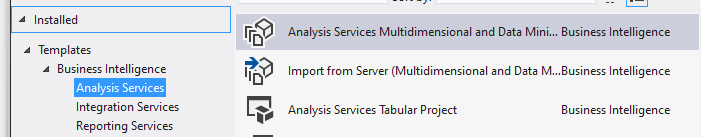 Installed
Templates
Business Intelligence
Analysis Services
Integration Services
Reporting Services
Analysis Services Multidimensional and Data Mini... Business Intelligence
Import from Server (Multidimensional and Data M... Business Intelligence
Analysis Services Tabular Project Business Intelligence